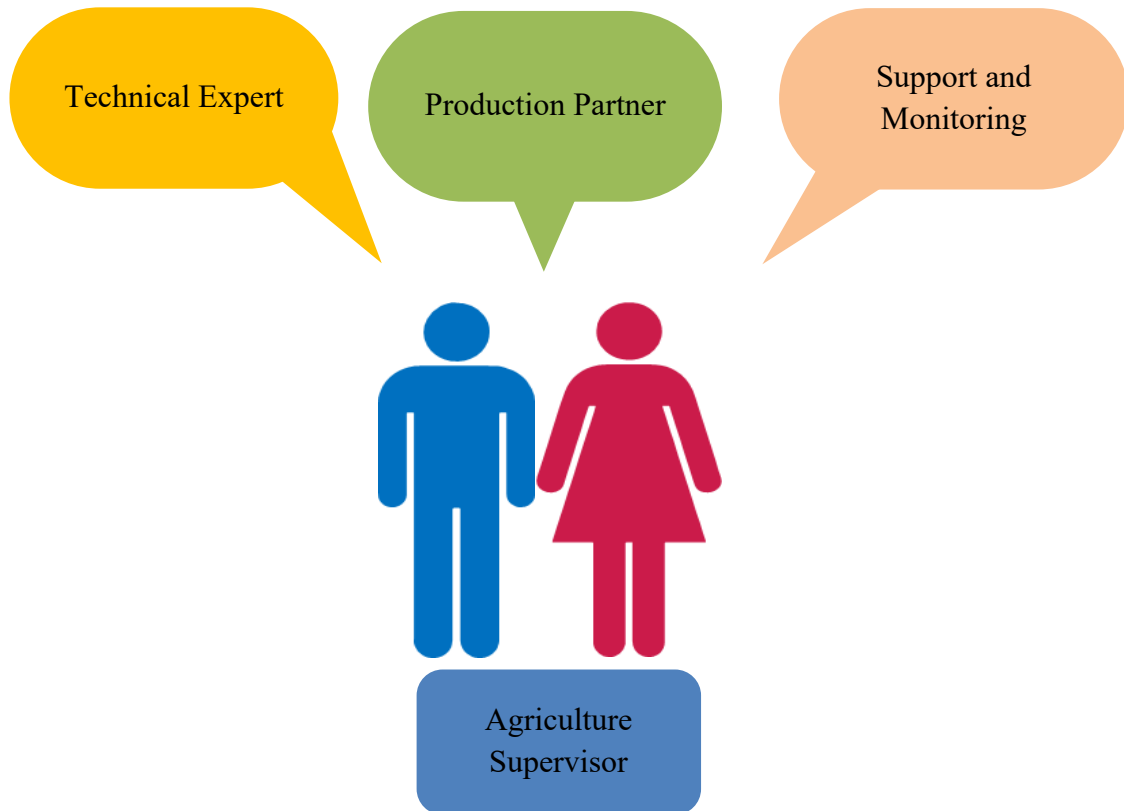 Technical Expert
Production Partner
Support and
Monitoring
Agriculture
Supervisor